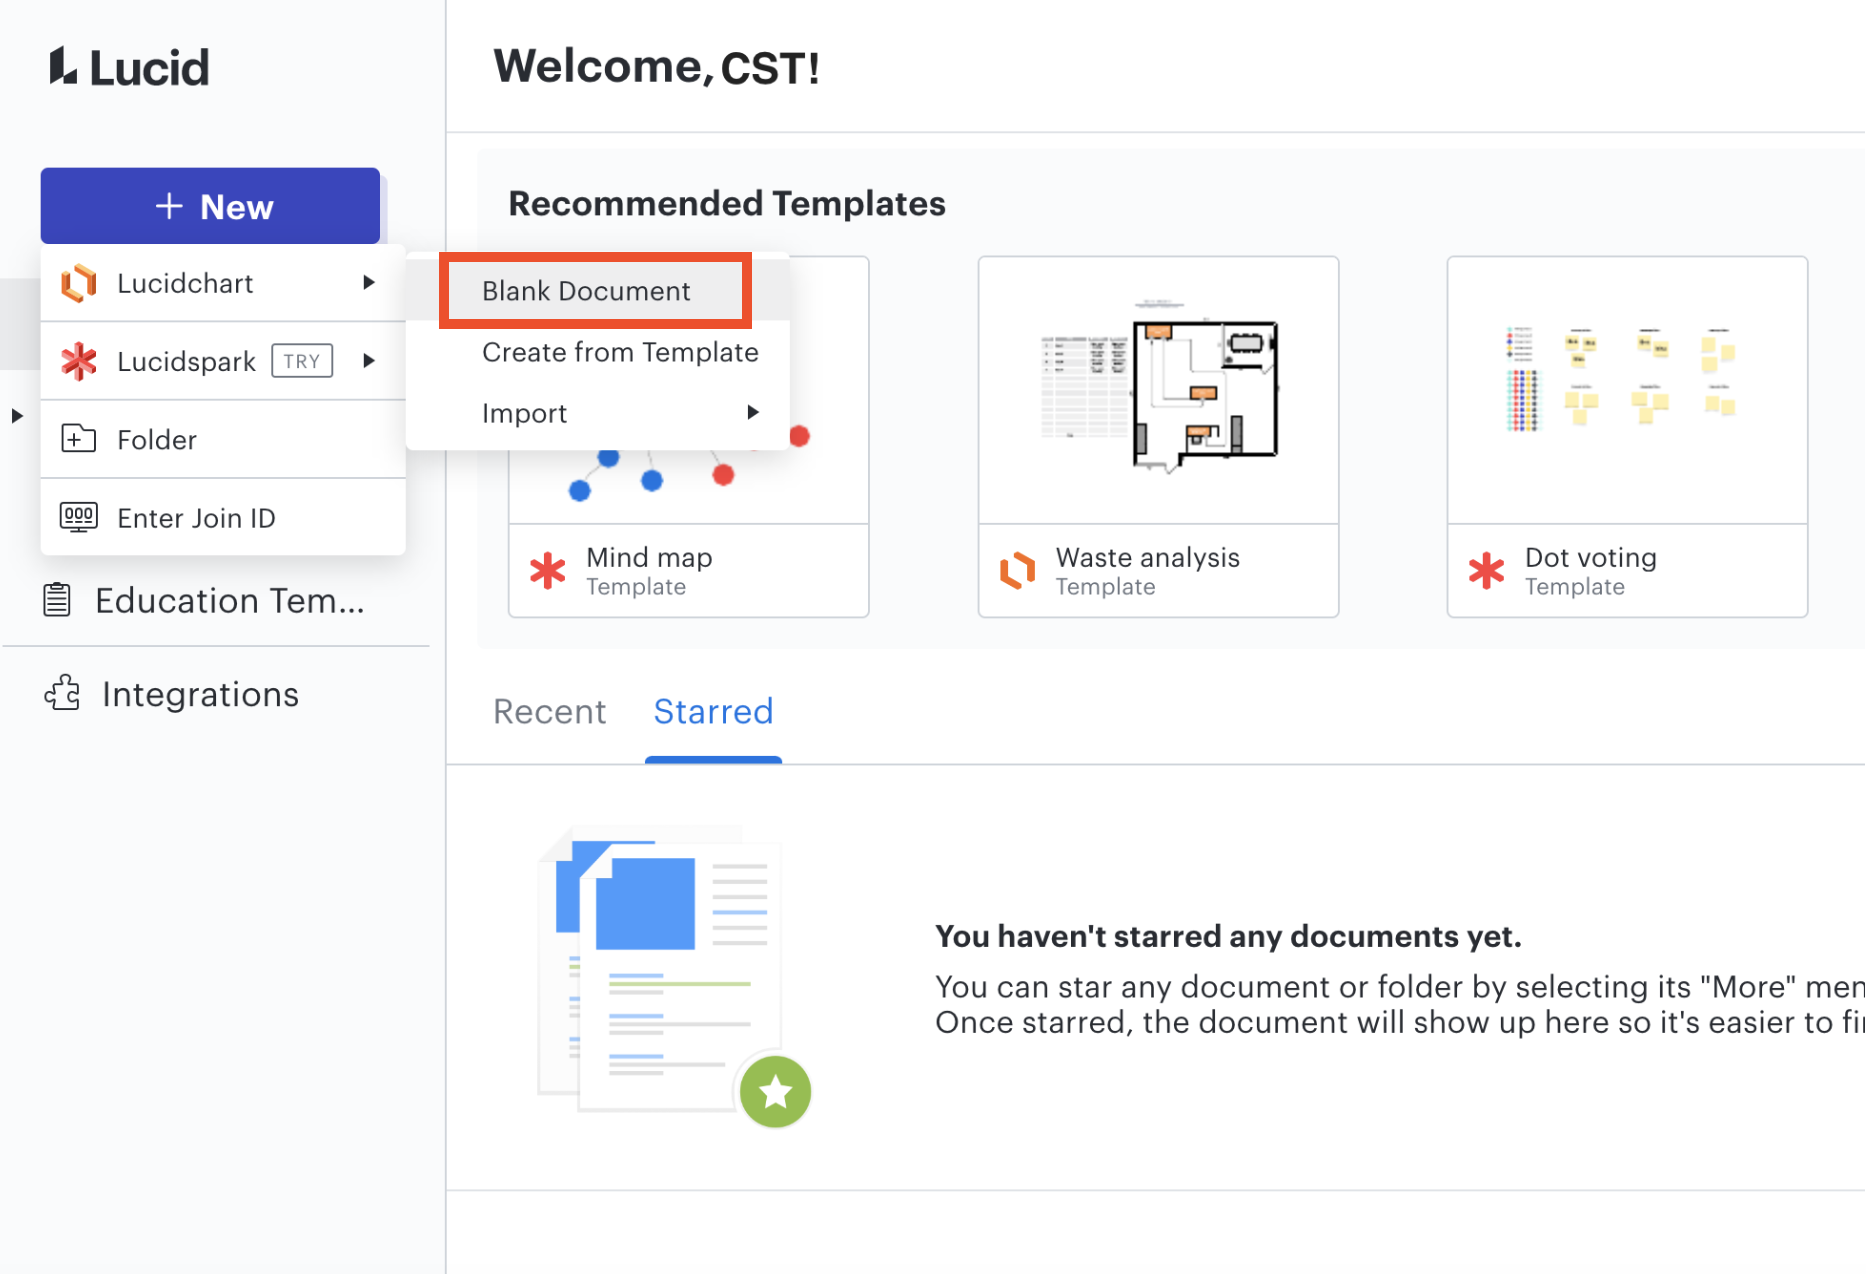 Lucid
Welcome, CST!
+ New
Recommended Templates
Lucidchart
Blank Document
Lucidspark TRY
Create from Template
Import
Folder
Enter Join ID
Mind map
Template
Waste analysis
Template
Dot voting
Template
Education Tem...
Integrations
Recent
Starred
You haven't starred any documents yet.
You can star any document or folder by selecting its "More"
Once starred, the document will show up here so it's easier to